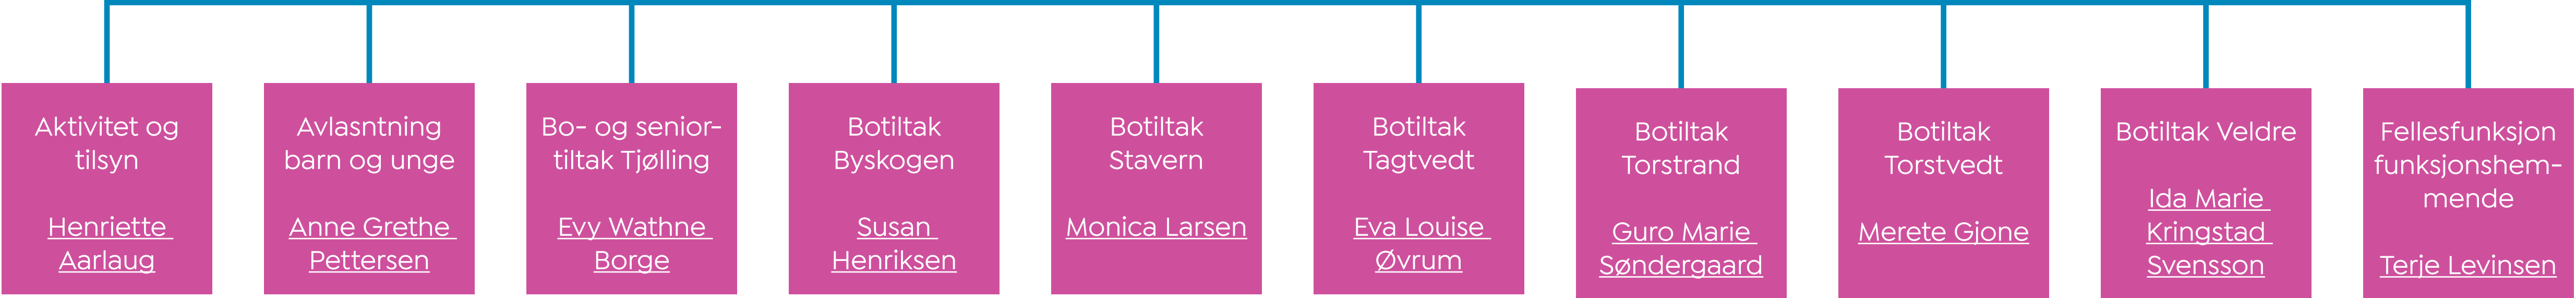 Aktivitet og
tilsyn
Henriette
Aarlaug
Avlasntning
barn og unge
Anne Grethe
Pettersen
Bo- og senior-
tiltak Tjølling
Evy Wathne
Borge
Botiltak
Byskogen
Susan
Henriksen
Botiltak
Stavern
Monica Larsen
Botiltak
Tagtvedt
Eva Louise
Øvrum
Botiltak
Torstrand
Guro Marie
Søndergaard
Botiltak
Torstvedt
Merete Gjone
Botiltak Veldre
Ida Marie
Kringstad
Svensson
Fellesfunksjon
funksjonshem-
mende
Terje Levinsen